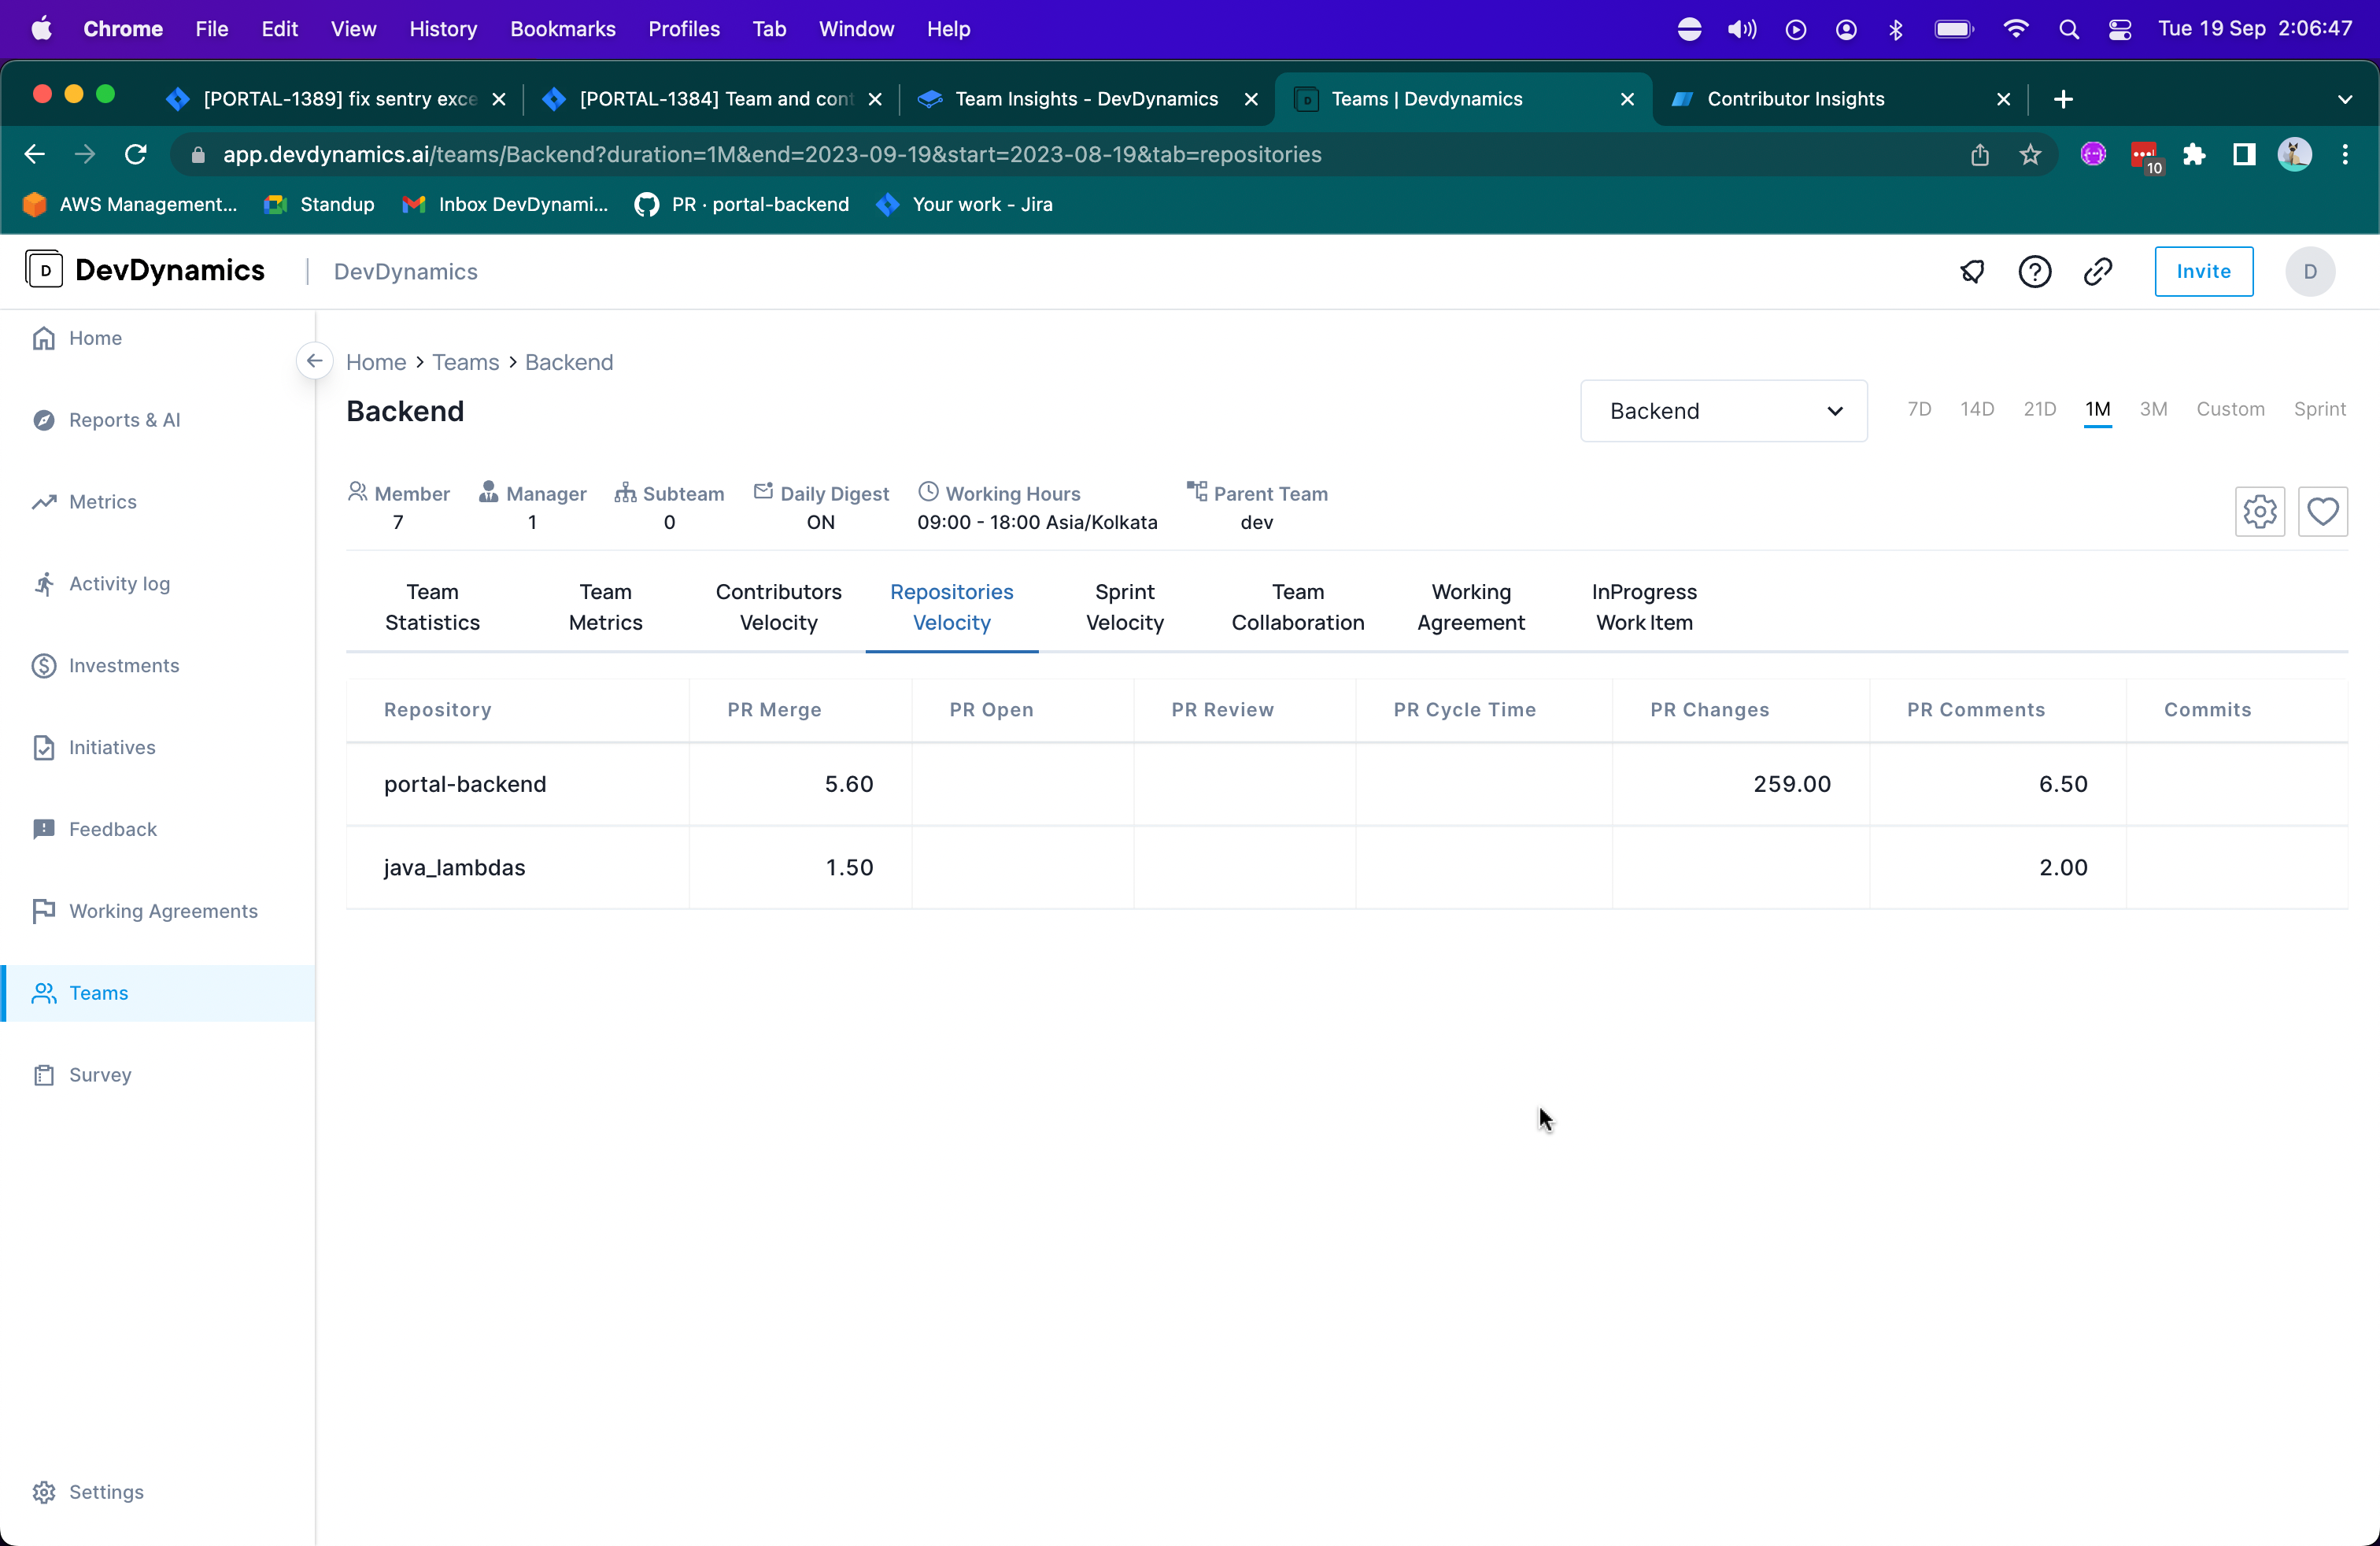 Chrome File Edit View History Bookmarks Profiles Tab Window Help Tue 19 Sep 2:06:47
[PORTAL-1389] fix sentry exce [PORTAL-1384] Team and cont Team Insights - DevDynamics Teams | Devdynamics Contributor Insights
app.devdynamics.ai/teams/Backend?duration=1M&end=2023-09-19&start=2023-08-19&tab=repositories 10
AWS Management... Standup Inbox DevDynami... PR · portal-backend Your work - Jira
D DevDynamics DevDynamics Invite D
Home
Reports & AI
Metrics
Activity log
Investments
Initiatives
Feedback
Working Agreements
Teams
Survey
Settings
Home > Teams > Backend
Backend
Backend 7D 14D 21D 1M 3M Custom Sprint
Member Manager Subteam Daily Digest Working Hours Parent Team
7 1 0 ON 09:00 - 18:00 Asia/Kolkata dev
Team Statistics
Team Metrics
Contributors Velocity
Repositories Velocity
Sprint Velocity
Team Collaboration
Working Agreement
InProgress Work Item
Repository PR Merge PR Open PR Review PR Cycle Time PR Changes PR Comments Commits
portal-backend 5.60 259.00 6.50
java_lambdas 1.50 2.00